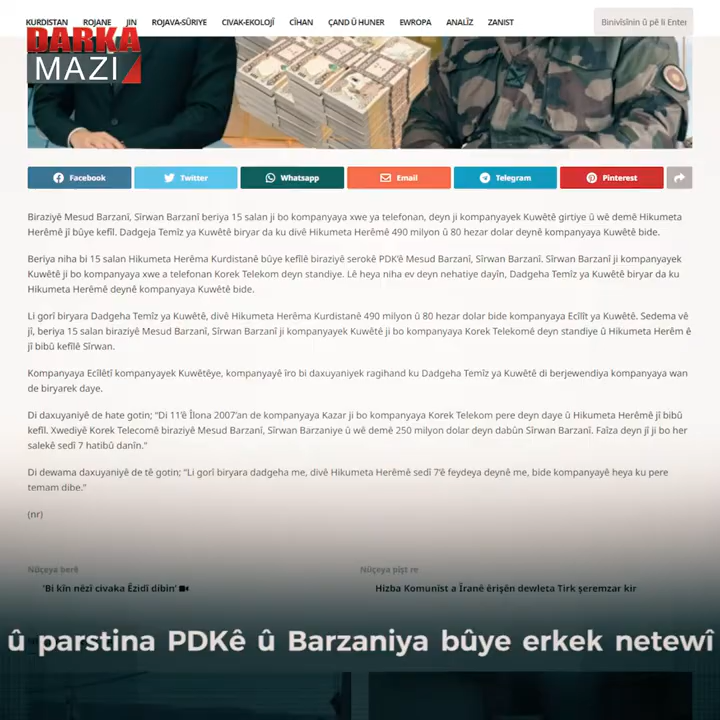 KURDISTAN ROJANE JIN ROJAVA-SÛRIYE CIVAK-EKOLOJÎ CÎHAN ÇAND Û HUNER EWROPA ANALÎZ ZANIST Binivîsînin û pê li Enter
DARKA
MAZI
Facebook Twitter Whatsapp Email Telegram Pinterest
Biraziyê Mesud Barzanî, Sîrwan Barzanî beriya 15 salan ji bo kompanyaya xwe ya telefonan, deyn ji kompanyayek Kuwêtê girtiye û wê demê Hikumeta
Herêmê jî bûye kefîl. Dadgeja Temîz ya Kuwêtê biryar da ku divê Hikumeta Herêmê 490 milyon û 80 hezar dolar deynê kompanyaya Kuwêtê bide.
Beriya niha bi 15 salan Hikumeta Herêma Kurdistanê bûye kefîlê biraziyê serokê PDK'ê Mesud Barzanî, Sîrwan Barzanî. Sîrwan Barzanî ji kompanyayek
Kuwêtê ji bo kompanyaya xwe a telefonan Korek Telekom deyn standiye. Lê heya niha ev deyn nehatiye dayîn, Dadgeha Temîz ya Kuwêtê biryar da ku
Hikumeta Herêmê deynê kompanyaya Kuwêtê bide.
Li gorî biryara Dadgeha Temîz ya Kuwêtê, divê Hikumeta Herêma Kurdistanê 490 milyon û 80 hezar dolar bide kompanyaya Ecîlît ya Kuwêtê. Sedema vê
jî, beriya 15 salan biraziyê Mesud Barzanî, Sîrwan Barzanî ji kompanyayek Kuwêtê ji bo kompanyaya Korek Telekomê deyn standiye û Hikumeta Herêm ê
jî bibû kefîlê Sîrwan.
Kompanyaya Ecîlêtî kompanyayek Kuwêtêye, kompanyayê îro bi daxuyaniyek ragihand ku Dadgeha Temîz ya Kuwêtê di berjewendiya kompanyaya wan
de biryarek daye.
Di daxuyaniyê de hate gotin; "Di 11'ê Îlona 2007'an de kompanyaya Kazar ji bo kompanyaya Korek Telekom pere deyn daye û Hikumeta Herêmê jî bibû
kefîl. Xwediyê Korek Telecomê biraziyê Mesud Barzanî, Sîrwan Barzaniye û wê demê 250 milyon dolar deyn dabûn Sîrwan Barzanî. Faîza deyn jî ji bo her
salekê sedî 7 hatibû danîn."
Di dewama daxuyaniyê de tê gotin; "Li gorî biryara dadgeha me, divê Hikumeta Herêmê sedî 7'ê feydeya deynê me, bide kompanyayê heya ku pere
temam dibe."
(nr)
Nûçeya berê Nûçeya pişt re
'Bi kîn nêzî civaka Êzidî dibin' Hizba Komunîst a Îranê êrişên dewleta Tirk şeremzar kir
û parstina PDKê û Barzaniya bûye erkek netewî